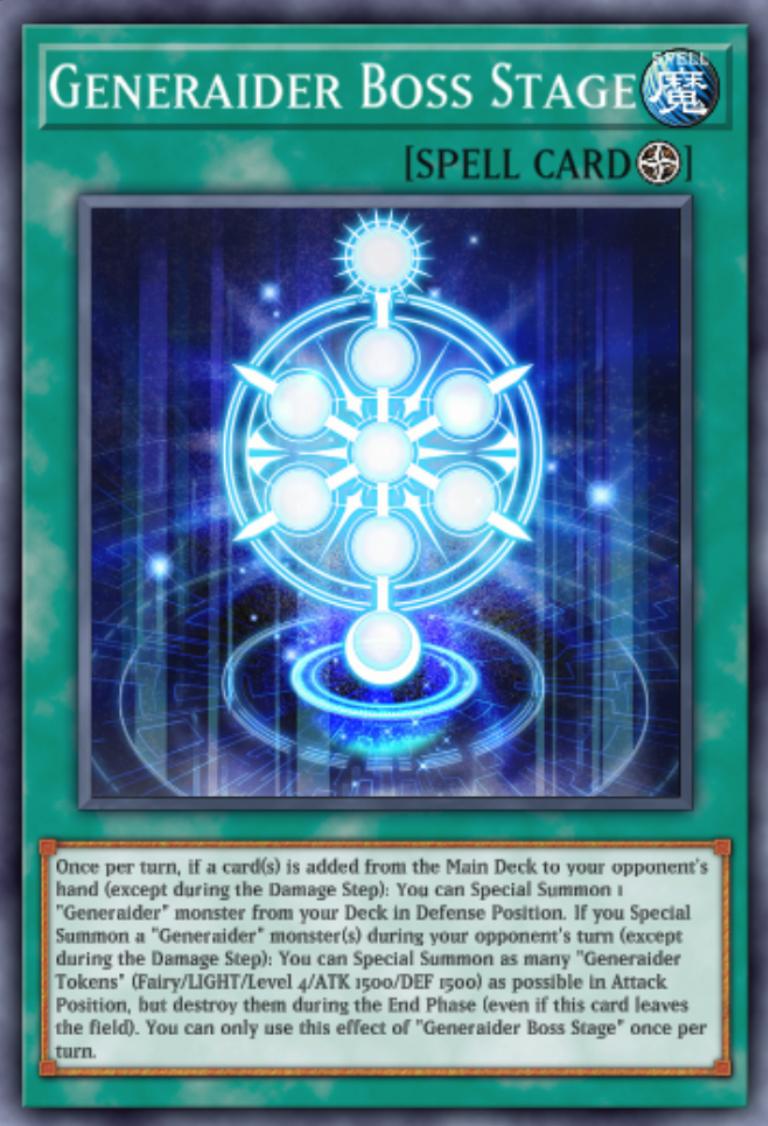 GENERAIDER BOSS STAGE
SPELL
魔
[SPELL CARD]
Once per turn, if a card(s) is added from the Main Deck to your opponent's
hand (except during the Damage Step): You can Special Summon 1
"Generaider" monster from your Deck in Defense Position. If you Special
Summon a "Generaider" monster(s) during your opponent's turn (except
during the Damage Step): You can Special Summon as many "Generaider
Tokens" (Fairy/LIGHT/Level 4/ATK 1500/DEF 1500) as possible in Attack
Position, but destroy them during the End Phase (even if this card leaves
the field). You can only use this effect of "Generaider Boss Stage" once per
turn.